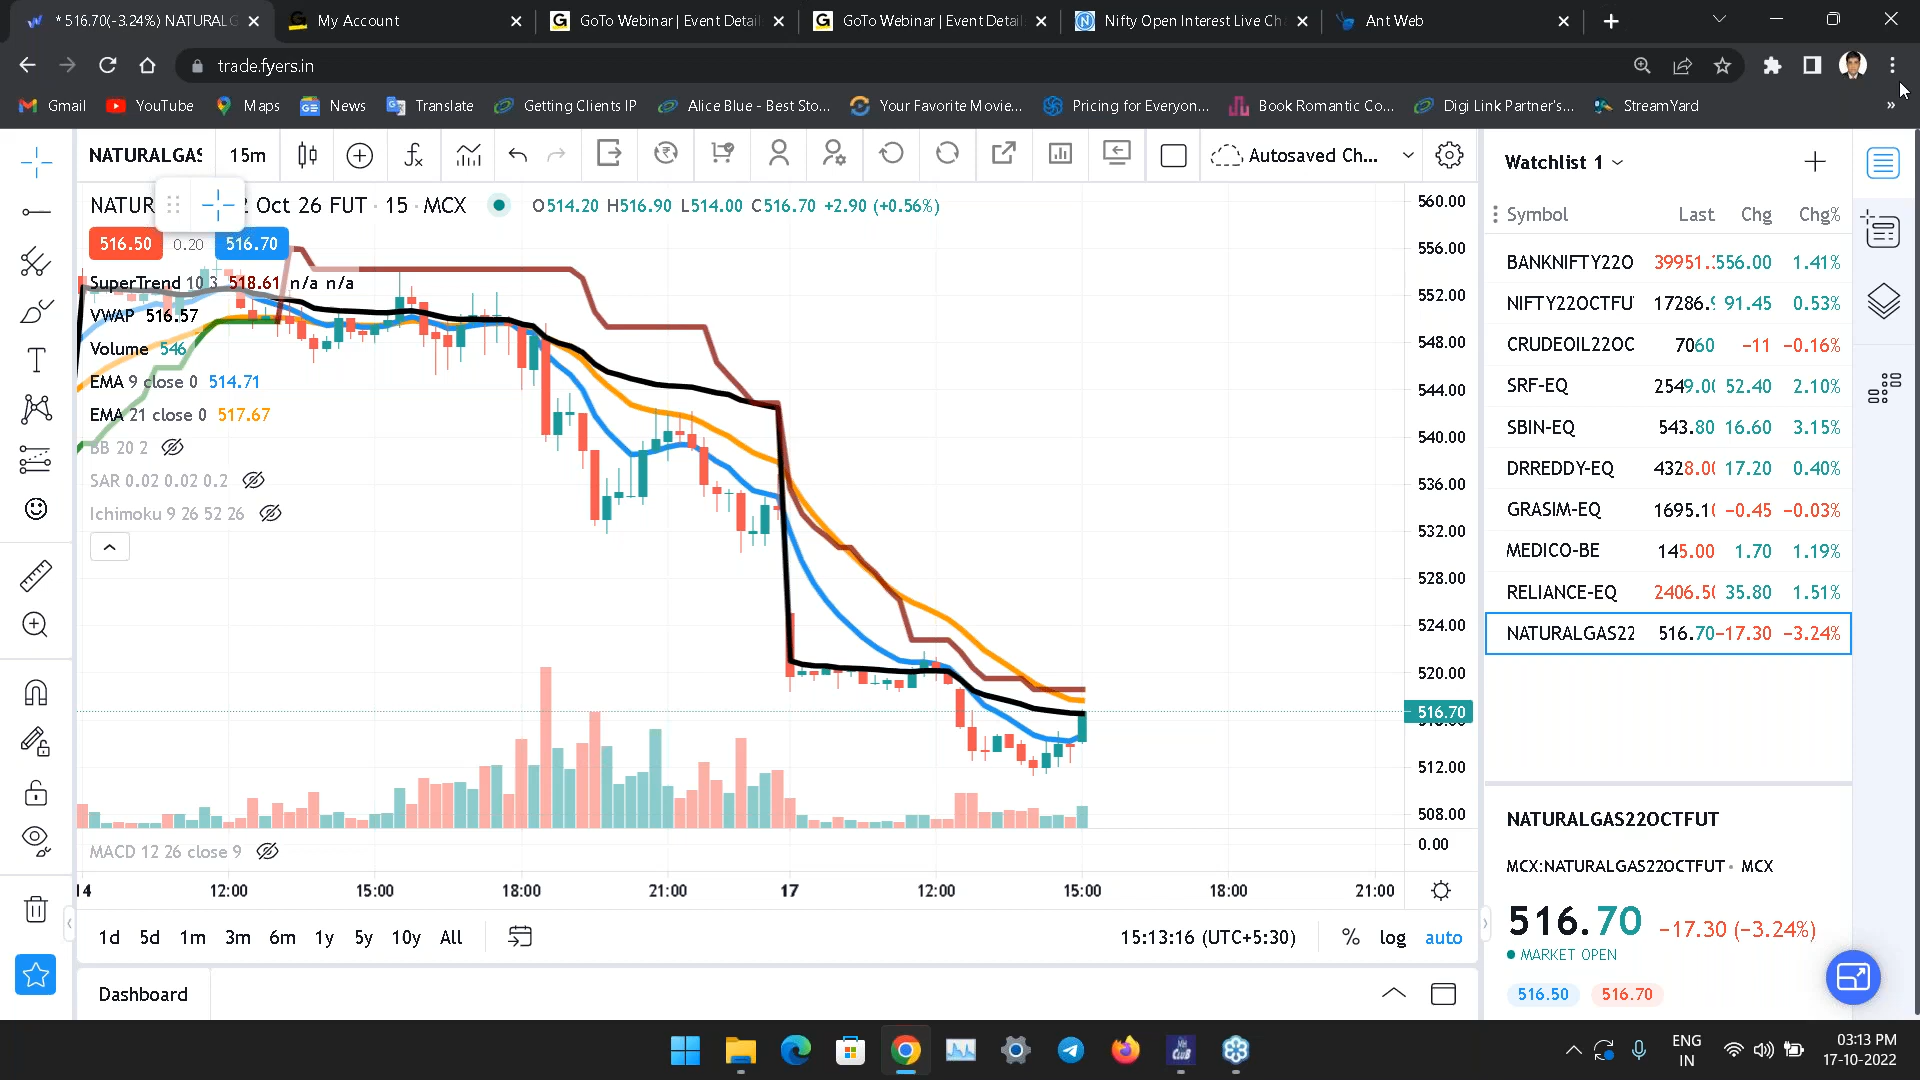 * 516.70(-3.24%) NATURALG
My Account
GoTo Webinar | Event Detail
GoTo Webinar | Event Detail
Nifty Open Interest Live Ch
Ant Web
trade.fyers.in
Gmail
YouTube
Maps
News
Translate
Getting Clients IP
Alice Blue - Best Sto...
Your Favorite Movie...
Pricing for Everyon...
Book Romantic Co...
Digi Link Partner's...
StreamYard
NATURALGAS
15m
Autosaved Ch...
NATUR
Oct 26 FUT · 15 · MCX
O514.20 H516.90 L514.00 C516.70 +2.90 (+0.56%)
516.50 0.20 516.70
SuperTrend 10 3 518.61 n/a n/a
VWAP 516.57
Volume 546
EMA 9 close 0 514.71
EMA 21 close 0 517.67
BB 20 2
SAR 0.02 0.02 0.2
Ichimoku 9 26 52 26
560.00
556.00
552.00
548.00
544.00
540.00
536.00
532.00
528.00
524.00
520.00
516.70
512.00
508.00
0.00
MACD 12 26 close 9
14 12:00 15:00 18:00 21:00 17 12:00 15:00 18:00 21:00
1d 5d 1m 3m 6m 1y 5y 10y All
15:13:16 (UTC+5:30)
% log auto
Dashboard
Watchlist 1
Symbol Last Chg Chg%
BANKNIFTY22O 39951. 556.00 1.41%
NIFTY22OCTFU 17286. 91.45 0.53%
CRUDEOIL22OC 7060 -11 -0.16%
SRF-EQ 2549.0 52.40 2.10%
SBIN-EQ 543.80 16.60 3.15%
DRREDDY-EQ 4328.0 17.20 0.40%
GRASIM-EQ 1695.1 -0.45 -0.03%
MEDICO-BE 145.00 1.70 1.19%
RELIANCE-EQ 2406.5 35.80 1.51%
NATURALGAS22 516.70 -17.30 -3.24%
NATURALGAS22OCTFUT
MCX:NATURALGAS22OCTFUT · MCX
516.70 -17.30 (-3.24%)
MARKET OPEN
516.50 516.70
MH
CLUB
ENG
IN
03:13 PM
17-10-2022